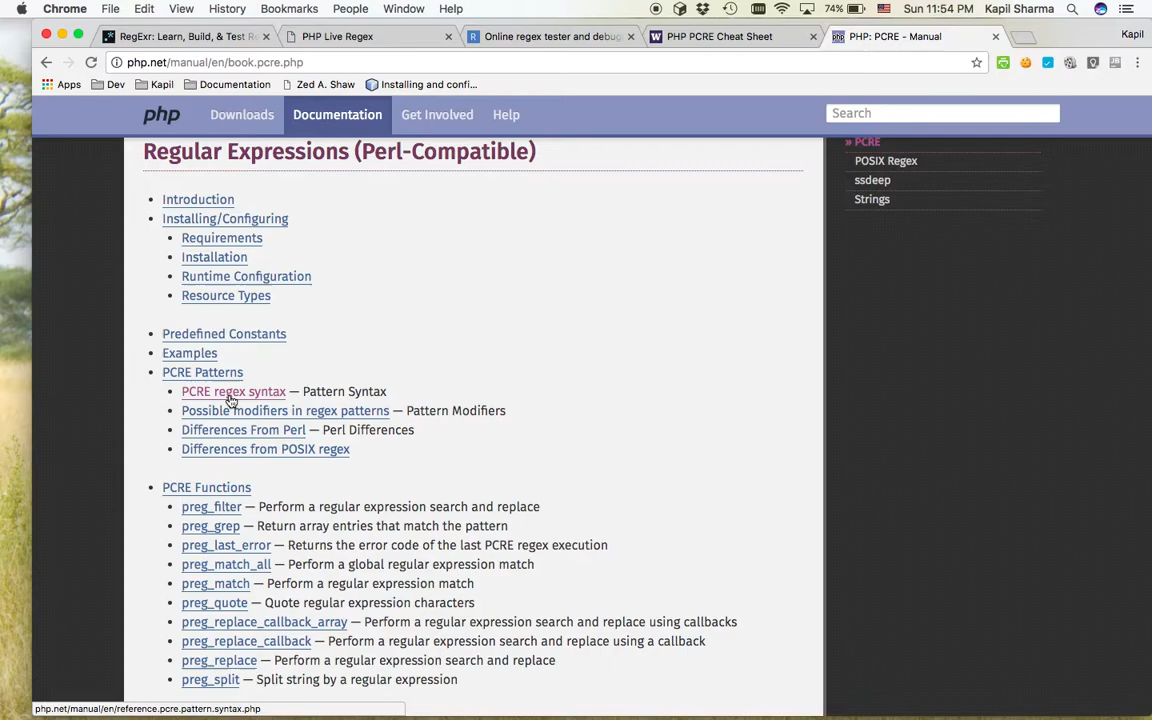 Chrome File Edit View History Bookmarks People Window Help 74% Sun 11:54 PM Kapil Sharma
RegExr: Learn, Build, & Test R PHP Live Regex Online regex tester and debug PHP PCRE Cheat Sheet PHP: PCRE - Manual Kapil
php.net/manual/en/book.pcre.php
Apps Dev Kapil Documentation Zed A. Shaw Installing and confi...
php Downloads Documentation Get Involved Help Search
Regular Expressions (Perl-Compatible)
Introduction
Installing/Configuring
Requirements
Installation
Runtime Configuration
Resource Types
Predefined Constants
Examples
PCRE Patterns
PCRE regex syntax — Pattern Syntax
Possible modifiers in regex patterns — Pattern Modifiers
Differences From Perl — Perl Differences
Differences from POSIX regex
PCRE Functions
preg_filter — Perform a regular expression search and replace
preg_grep — Return array entries that match the pattern
preg_last_error — Returns the error code of the last PCRE regex execution
preg_match_all — Perform a global regular expression match
preg_match — Perform a regular expression match
preg_quote — Quote regular expression characters
preg_replace_callback_array — Perform a regular expression search and replace using callbacks
preg_replace_callback — Perform a regular expression search and replace using a callback
preg_replace — Perform a regular expression search and replace
preg_split — Split string by a regular expression
» PCRE
POSIX Regex
ssdeep
Strings
php.net/manual/en/reference.pcre.pattern.syntax.php